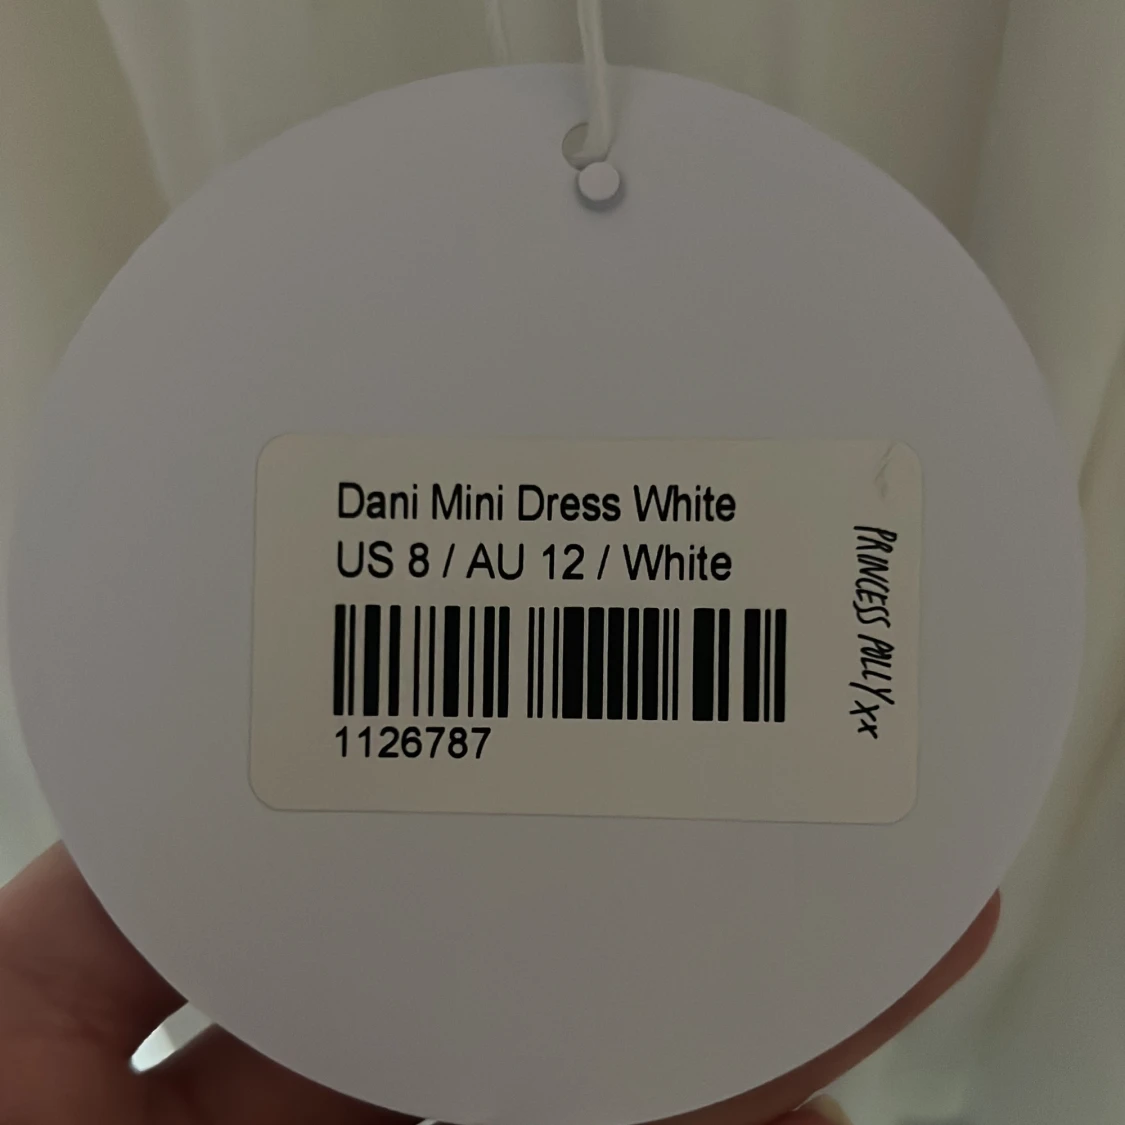 Dani Mini Dress White
US 8 / AU 12 / White
1126787
PRINCESS POLLY xx